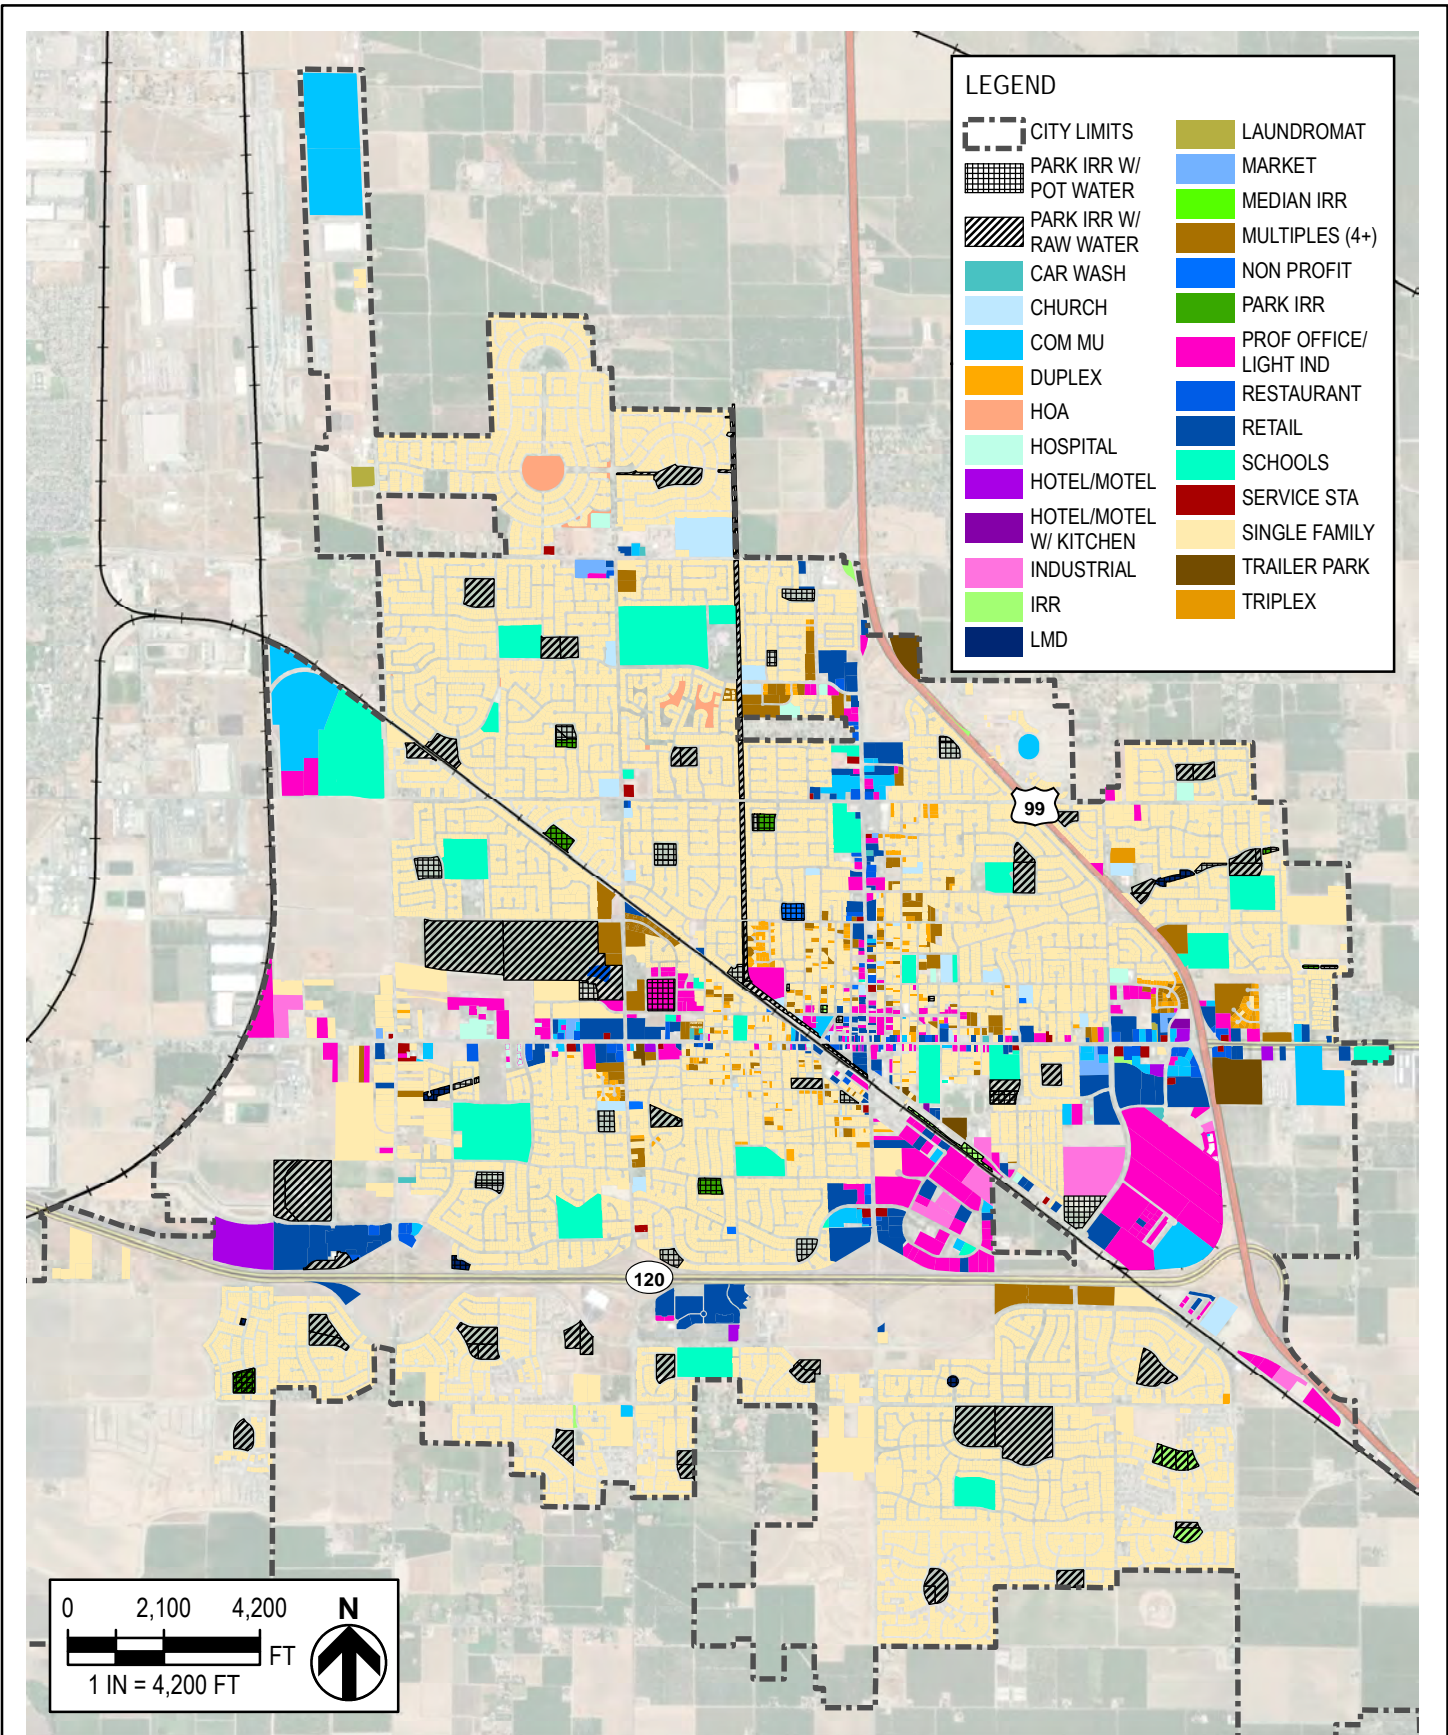 LEGEND
CITY LIMITS
PARK IRR W/
POT WATER
PARK IRR W/
RAW WATER
CAR WASH
CHURCH
COM MU
DUPLEX
HOA
HOSPITAL
HOTEL/MOTEL
HOTEL/MOTEL
W/ KITCHEN
INDUSTRIAL
IRR
LMD
LAUNDROMAT
MARKET
MEDIAN IRR
MULTIPLES (4+)
NON PROFIT
PARK IRR
PROF OFFICE/
LIGHT IND
RESTAURANT
RETAIL
SCHOOLS
SERVICE STA
SINGLE FAMILY
TRAILER PARK
TRIPLEX
99
120
0 2,100 4,200
FT
1 IN = 4,200 FT
N